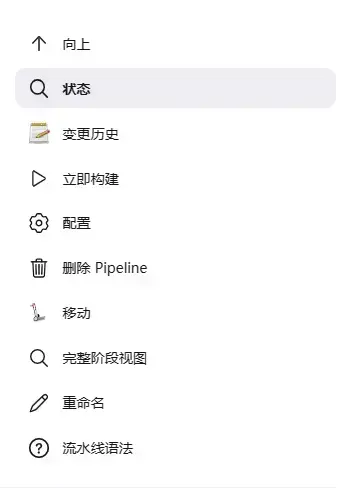 向上
状态
变更历史
立即构建
配置
删除 Pipeline
移动
完整阶段视图
重命名
流水线语法